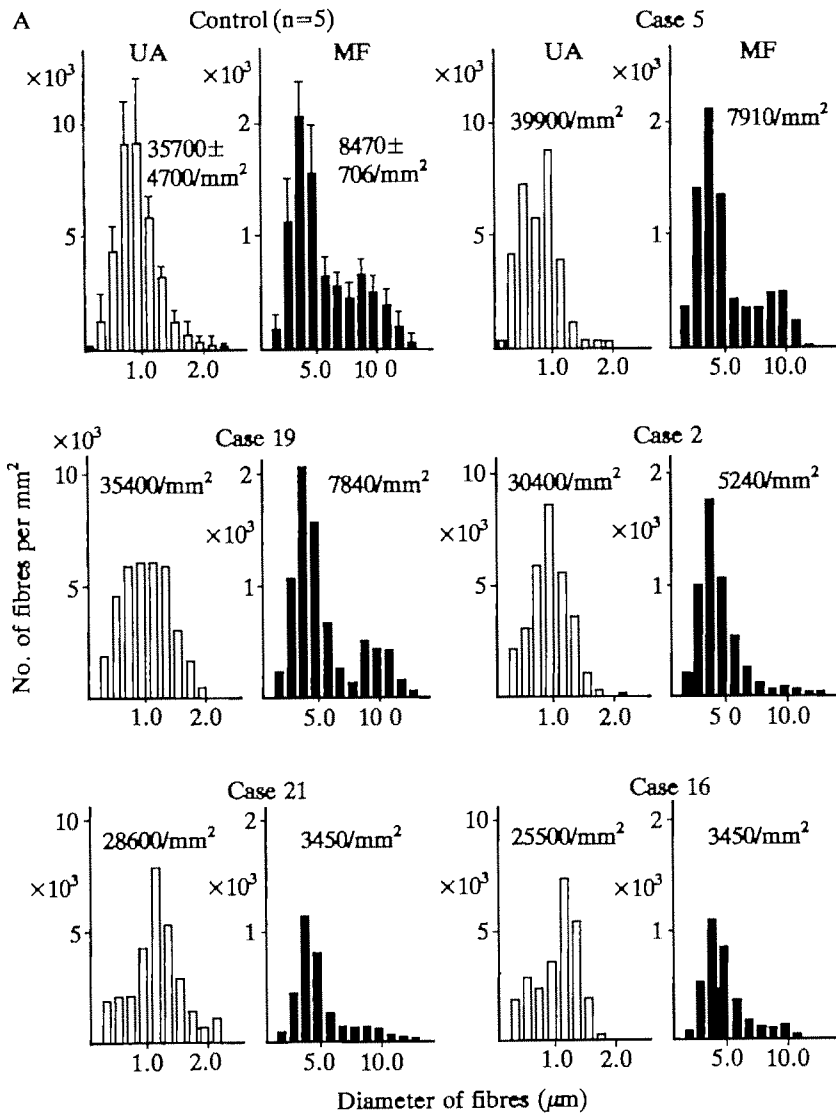 A
Control (n=5)
Case 5
UA
MF
UA
MF
×10³
×10³
×10³
×10³
10
2
10
2
35700±
4700/mm²
8470±
706/mm²
39900/mm²
7910/mm²
5
1
5
1
1.0
2.0
5.0
10 0
1.0
2.0
5.0
10.0
Case 19
Case 2
×10³
10
2
10
2
35400/mm²
7840/mm²
30400/mm²
5240/mm²
×10³
×10³
×10³
5
1
5
1
1.0
2.0
5 0
10 0
1.0
2.0
5.0
10.0
No. of fibres per mm²
Case 21
Case 16
10
2
10
2
28600/mm²
3450/mm²
25500/mm²
3450/mm²
×10³
×10³
×10³
×10³
5
1
5
1
1.0
2.0
5.0
10.0
1.0
2.0
5.0
10.0
Diameter of fibres (μm)